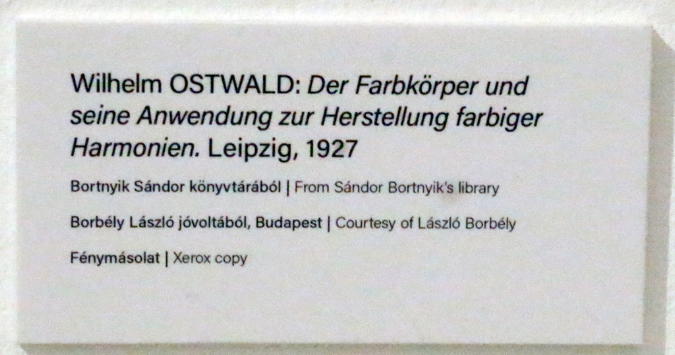 Wilhelm OSTWALD: Der Farbkörper und
seine Anwendung zur Herstellung farbiger
Harmonien. Leipzig, 1927
Bortnyik Sándor könyvtárából | From Sándor Bortnyik's library
Borbély László jóvoltából, Budapest | Courtesy of László Borbély
Fénymásolat | Xerox copy